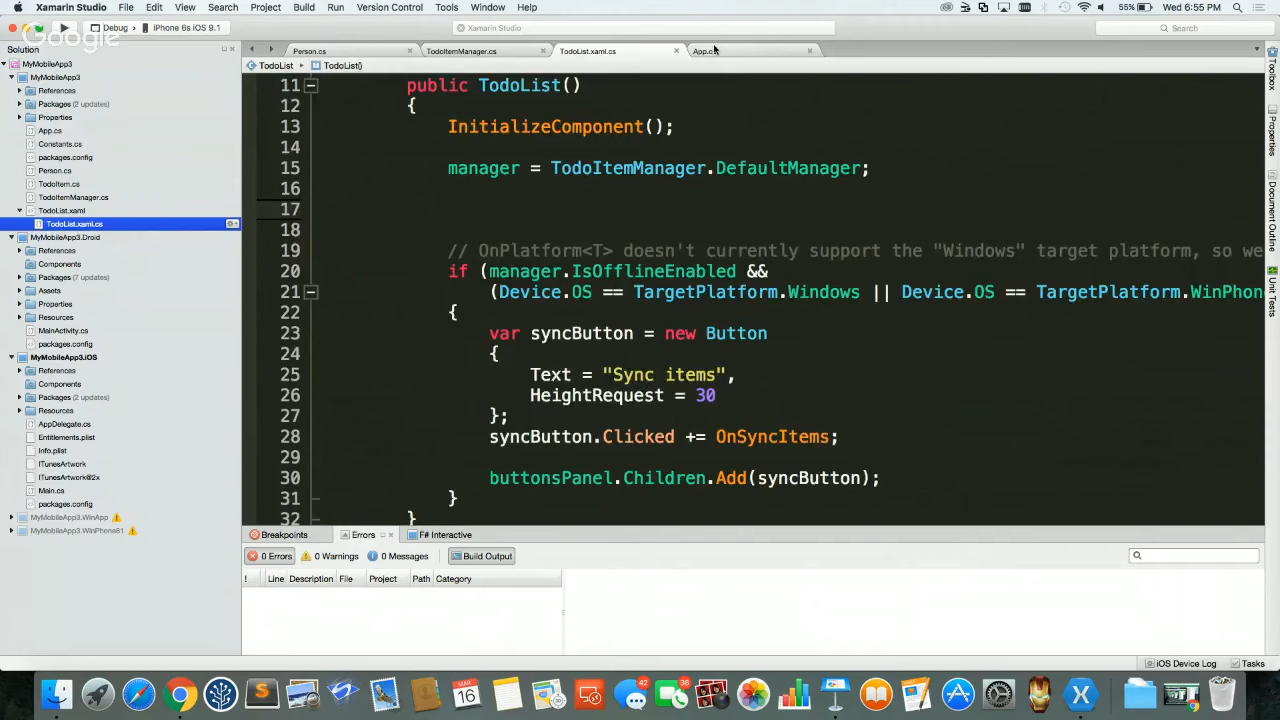 Xamarin Studio File Edit View Search Project Build Run Version Control Tools Window Help 55% Wed 6:55 PM
Debug iPhone 6s iOS 9.1 Xamarin Studio Search
Google
Solution
Person.cs TodoItemManager.cs TodoList.xaml.cs App.cs
TodoList TodoList()
MyMobileApp3
MyMobileApp3
References
Packages (2 updates)
Properties
App.cs
Constants.cs
packages.config
Person.cs
TodoItem.cs
TodoItemManager.cs
TodoList.xaml
TodoList.xaml.cs
MyMobileApp3.Droid
References
Components
Packages (7 updates)
Assets
Properties
Resources
MainActivity.cs
packages.config
MyMobileApp3.iOS
References
Components
Packages (2 updates)
Resources
AppDelegate.cs
Entitlements.plist
Info.plist
ITunesArtwork
ITunesArtwork@2x
Main.cs
packages.config
MyMobileApp3.WinApp
MyMobileApp3.WinPhone81
11 public TodoList()
12 {
13 InitializeComponent();
14
15 manager = TodoItemManager.DefaultManager;
16
17
18
19 // OnPlatform<T> doesn't currently support the "Windows" target platform, so we
20 if (manager.IsOfflineEnabled &&
21 (Device.OS == TargetPlatform.Windows || Device.OS == TargetPlatform.WinPhon
22 {
23 var syncButton = new Button
24 {
25 Text = "Sync items",
26 HeightRequest = 30
27 };
28 syncButton.Clicked += OnSyncItems;
29
30 buttonsPanel.Children.Add(syncButton);
31 }
32 }
Toolbox
Properties
Document Outline
Unit Tests
Breakpoints Errors F# Interactive
0 Errors 0 Warnings 0 Messages Build Output
! Line Description File Project Path Category
iOS Device Log Tasks
MAR
16
42
36